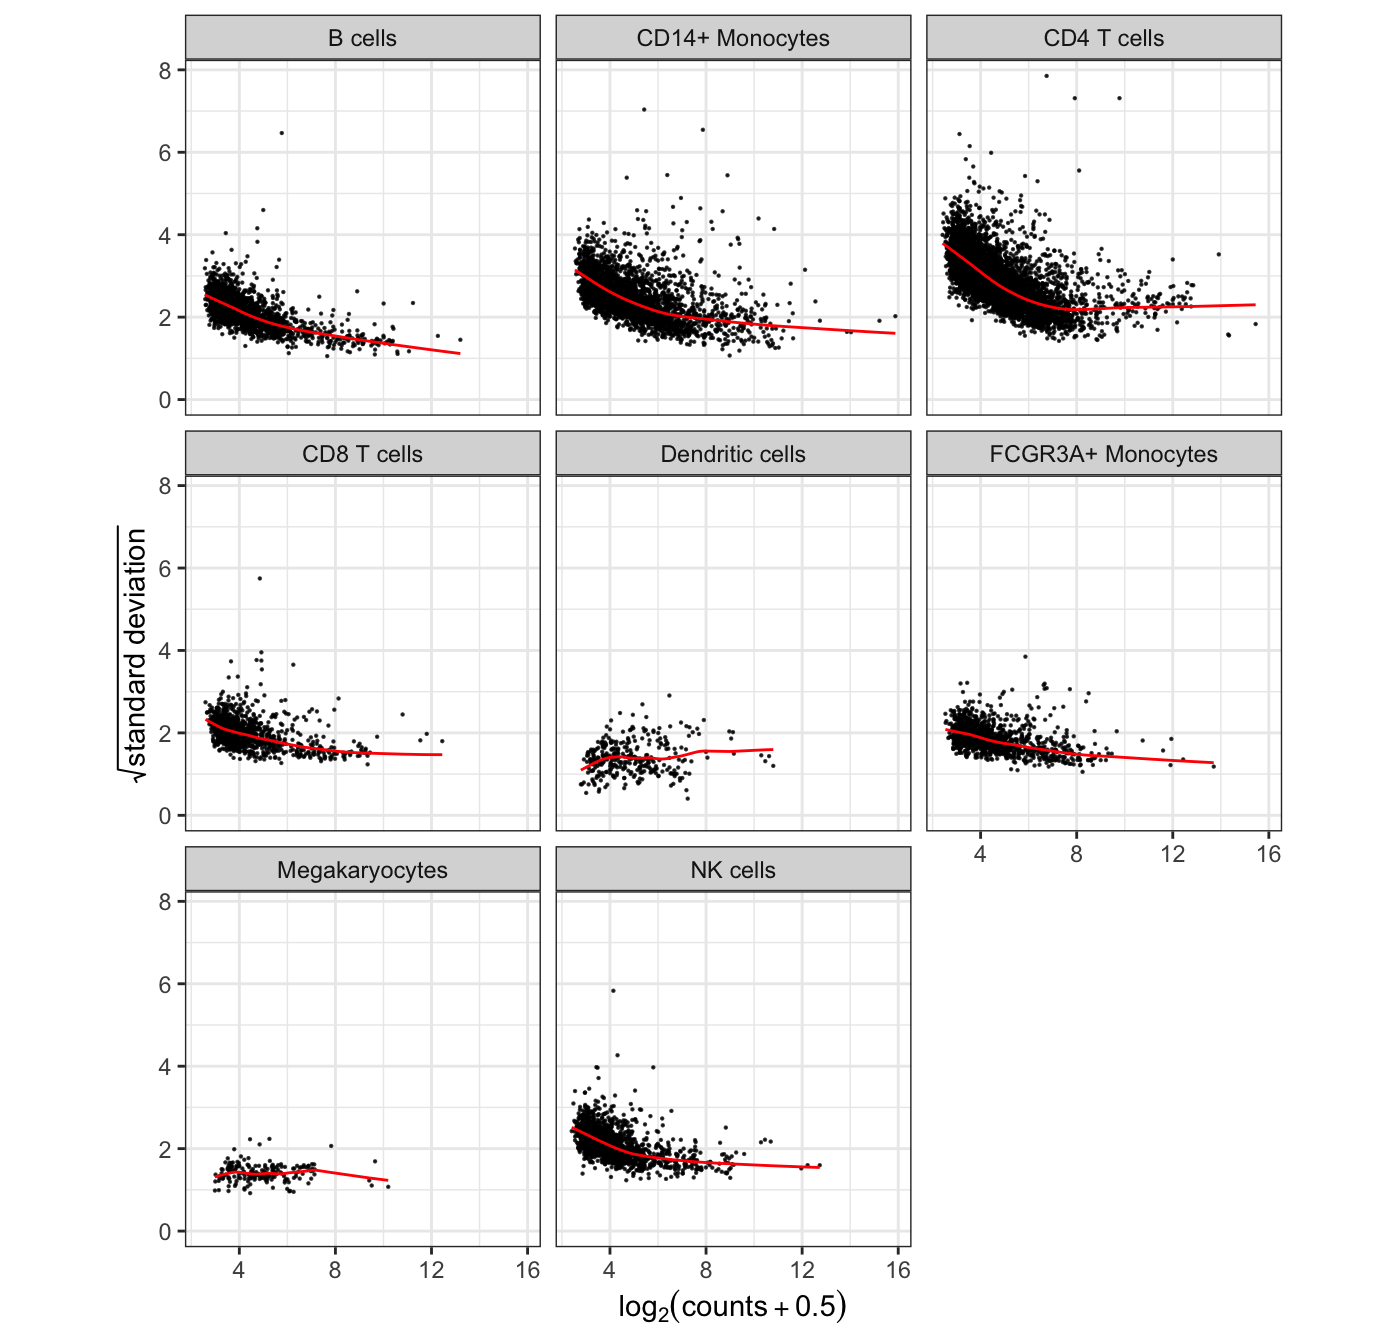 B cells
CD14+ Monocytes
CD4 T cells
8
6
4
2
0
CD8 T cells
Dendritic cells
FCGR3A+ Monocytes
8
6
4
2
0
4 8 12 16
√standard deviation
Megakaryocytes
NK cells
8
6
4
2
0
4 8 12 16
4 8 12 16
log₂(counts + 0.5)